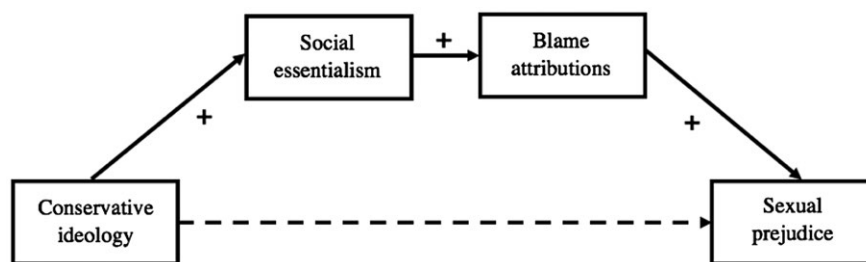 Social
essentialism
+
Blame
attributions
+
+
Conservative
ideology
Sexual
prejudice